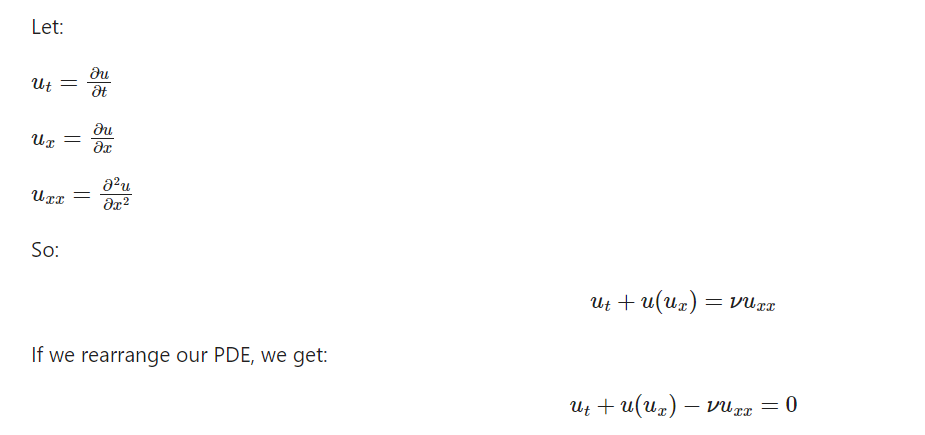 Let:
u_t = ∂u/∂t
u_x = ∂u/∂x
u_xx = ∂²u/∂x²
So:
u_t + u(u_x) = νu_xx
If we rearrange our PDE, we get:
u_t + u(u_x) − νu_xx = 0